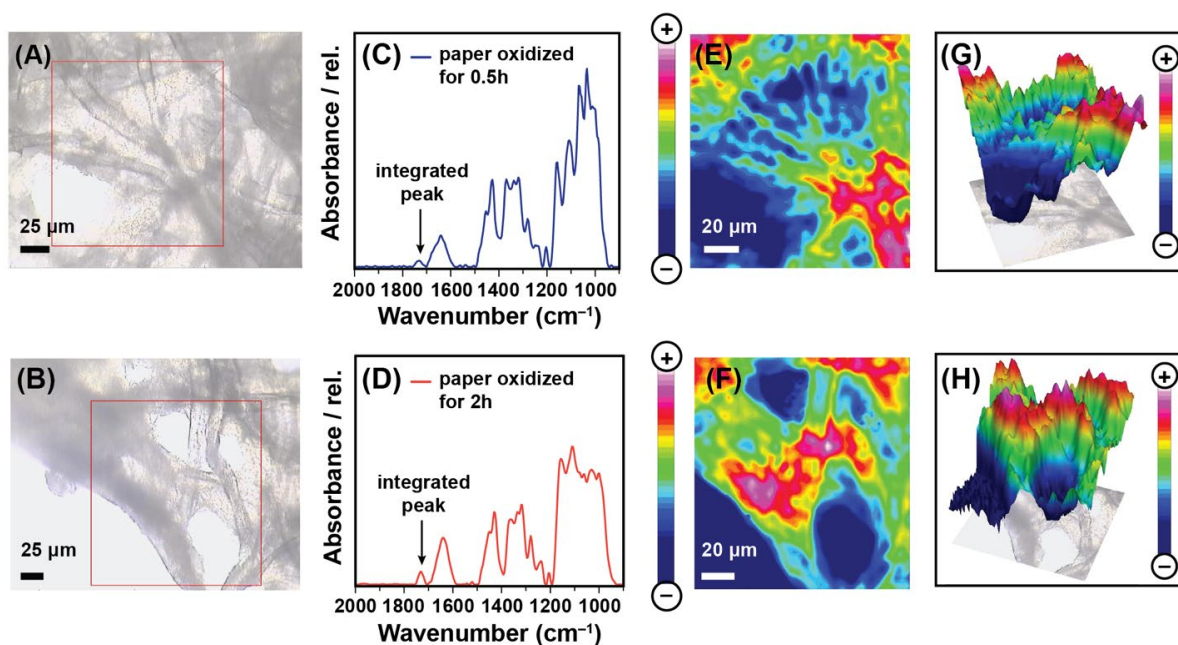 (A)
25 μm
(C)
paper oxidized
for 0.5h
integrated
peak
Absorbance / rel.
2000 1800 1600 1400 1200 1000
Wavenumber (cm⁻¹)
+
−
(E)
20 μm
(G)
+
−
(B)
25 μm
(D)
paper oxidized
for 2h
integrated
peak
Absorbance / rel.
2000 1800 1600 1400 1200 1000
Wavenumber (cm⁻¹)
+
−
(F)
20 μm
(H)
+
−